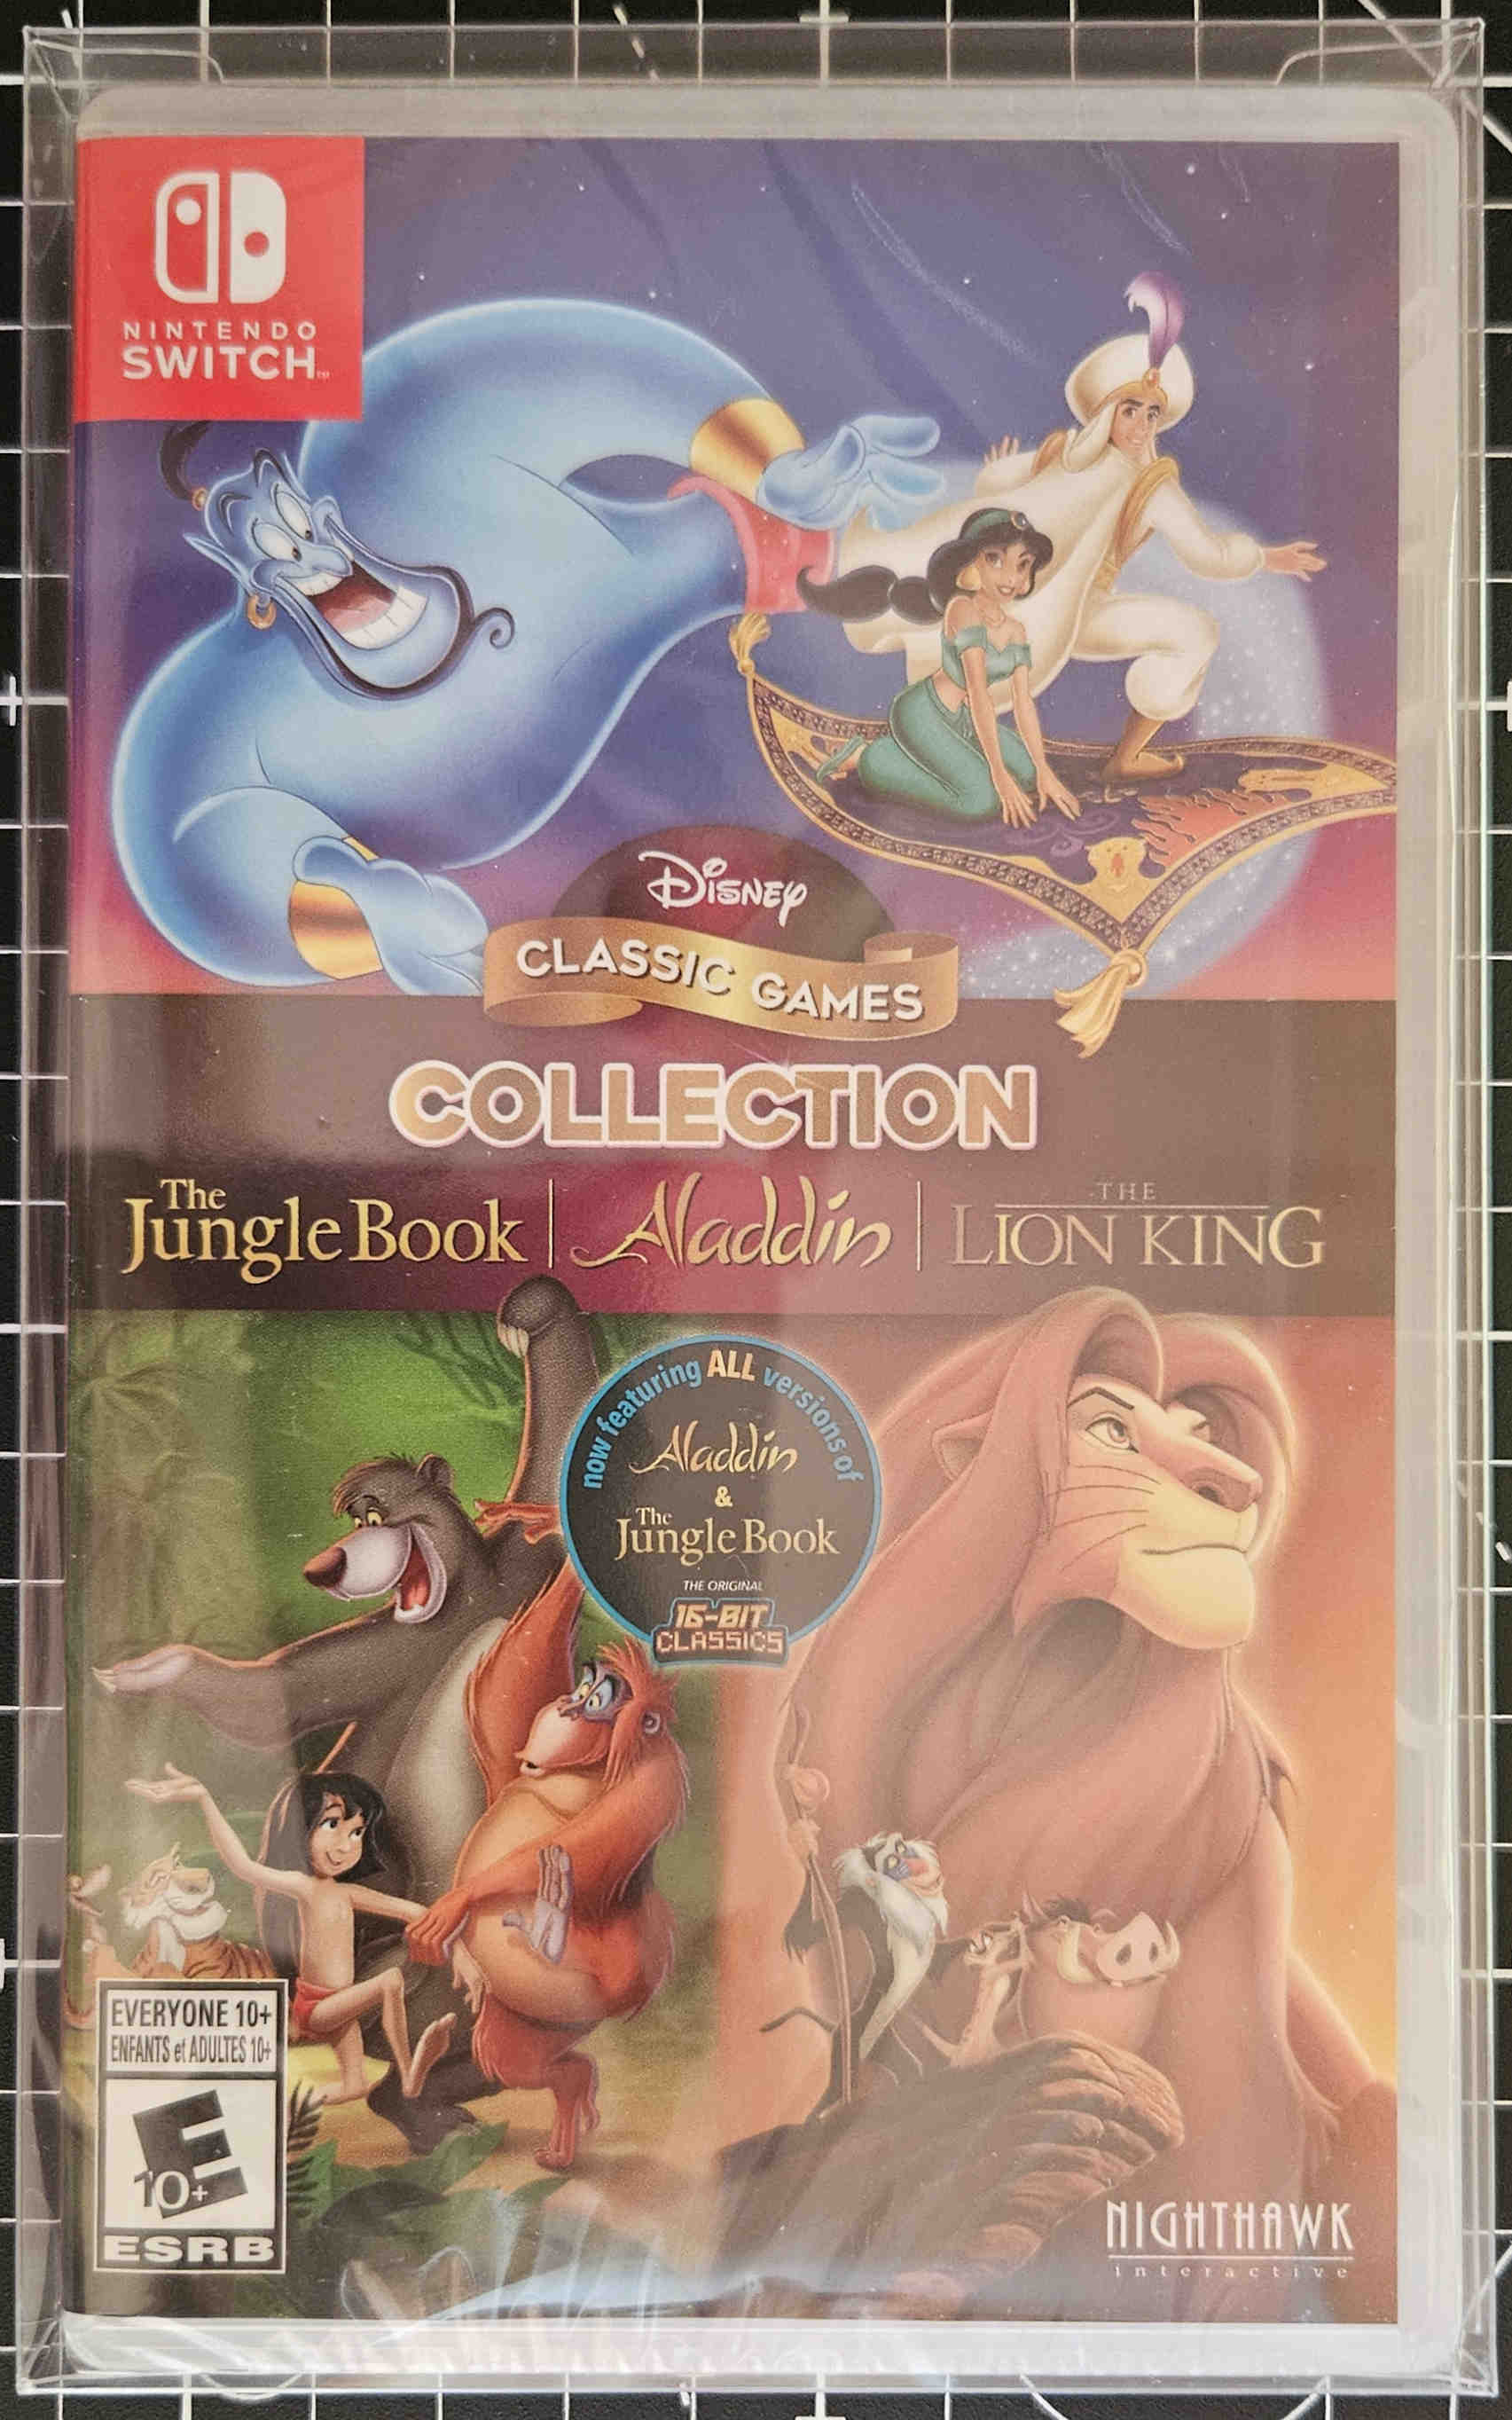 NINTENDO
SWITCH™
Disney
CLASSIC GAMES
COLLECTION
The Jungle Book | Aladdin | THE LION KING
now featuring ALL versions of
Aladdin
&
The
Jungle Book
THE ORIGINAL
16-BIT
CLASSICS
EVERYONE 10+
ENFANTS et ADULTES 10+
E
10+
ESRB
NIGHTHAWK
interactive